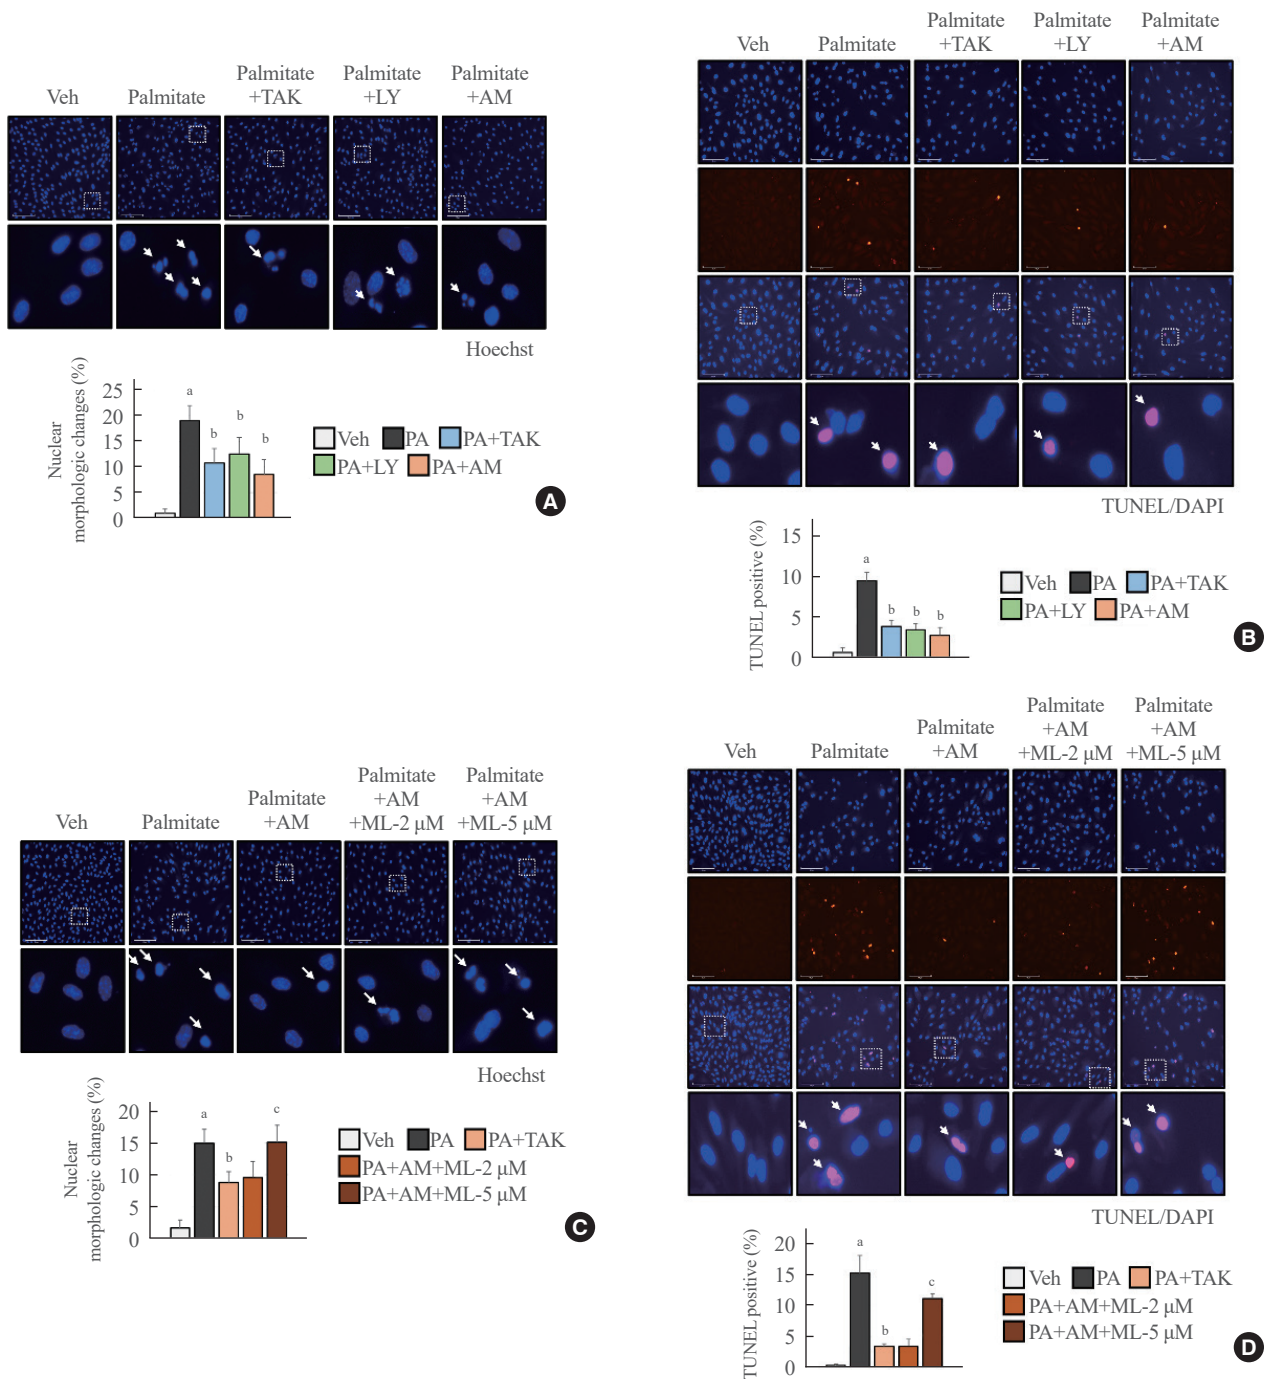 Veh
Palmitate
Palmitate
+TAK
Palmitate
+LY
Palmitate
+AM
Hoechst
Nuclear
morphologic changes (%)
25
20
15
10
5
0
a
b
b
b
Veh
PA
PA+TAK
PA+LY
PA+AM
A
Veh
Palmitate
Palmitate
+TAK
Palmitate
+LY
Palmitate
+AM
TUNEL/DAPI
TUNEL positive (%)
15
10
5
0
a
b
b
b
Veh
PA
PA+TAK
PA+LY
PA+AM
B
Veh
Palmitate
Palmitate
+AM
Palmitate
+AM
+ML-2 μM
Palmitate
+AM
+ML-5 μM
Hoechst
Nuclear
morphologic changes (%)
20
15
10
5
0
a
b
c
Veh
PA
PA+TAK
PA+AM+ML-2 μM
PA+AM+ML-5 μM
C
Veh
Palmitate
Palmitate
+AM
Palmitate
+AM
+ML-2 μM
Palmitate
+AM
+ML-5 μM
TUNEL/DAPI
TUNEL positive (%)
20
15
10
5
0
a
b
c
Veh
PA
PA+TAK
PA+AM+ML-2 μM
PA+AM+ML-5 μM
D